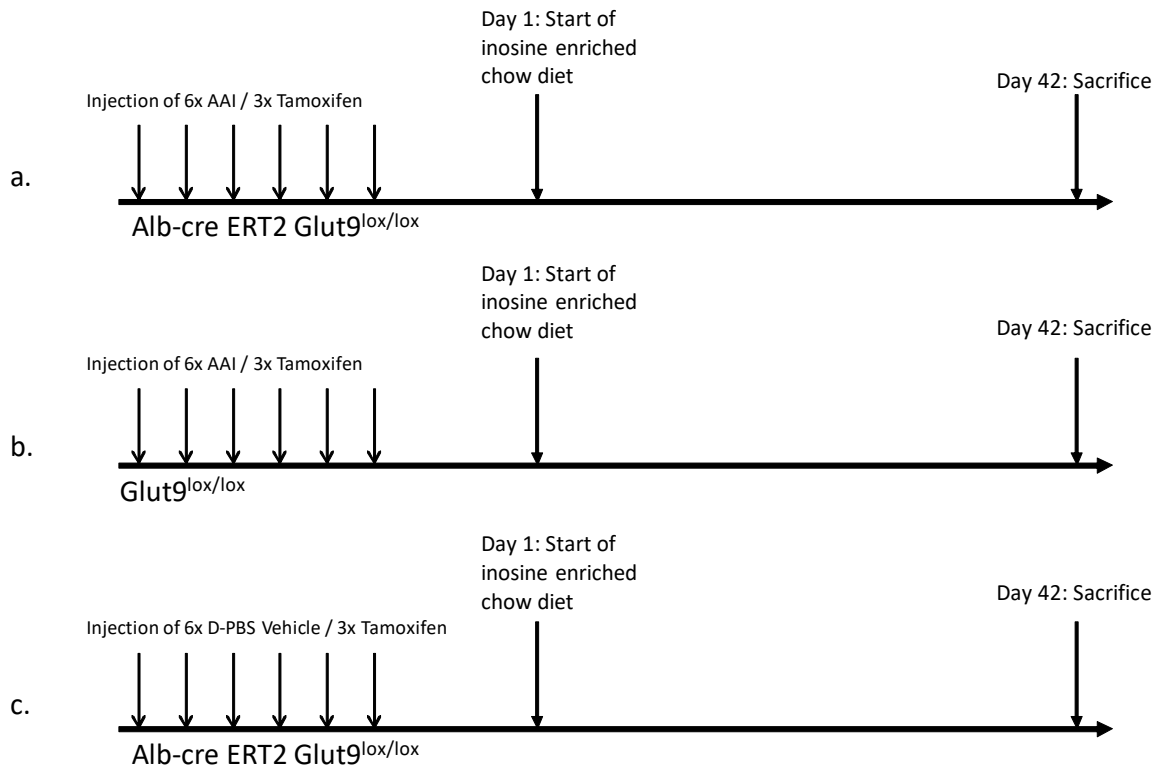 Day 1: Start of
inosine enriched
chow diet
Day 42: Sacrifice
Injection of 6x AAI / 3x Tamoxifen
a.
Alb-cre ERT2 Glut9lox/lox
Day 1: Start of
inosine enriched
chow diet
Day 42: Sacrifice
Injection of 6x AAI / 3x Tamoxifen
b.
Glut9lox/lox
Day 1: Start of
inosine enriched
chow diet
Day 42: Sacrifice
Injection of 6x D-PBS Vehicle / 3x Tamoxifen
c.
Alb-cre ERT2 Glut9lox/lox